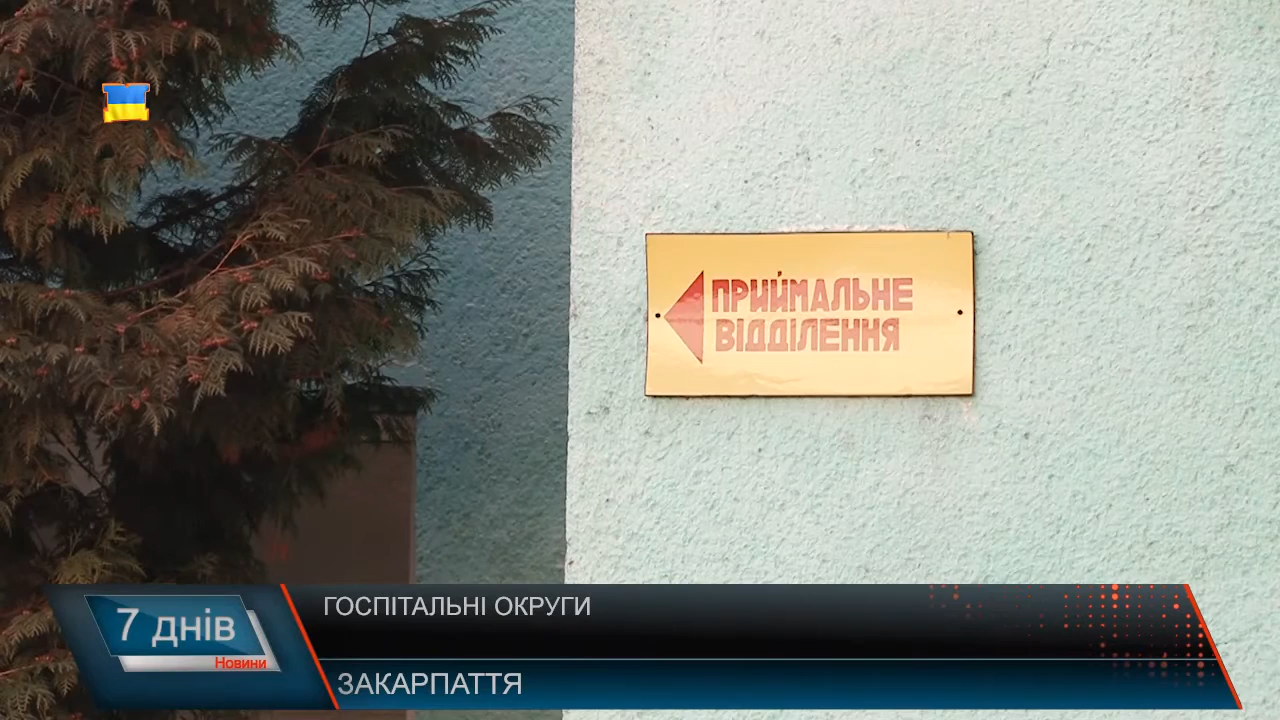 ПРИЙМАЛЬНЕ
ВІДДІЛЕННЯ
ГОСПІТАЛЬНІ ОКРУГИ
7 днів
Новини
ЗАКАРПАТТЯ